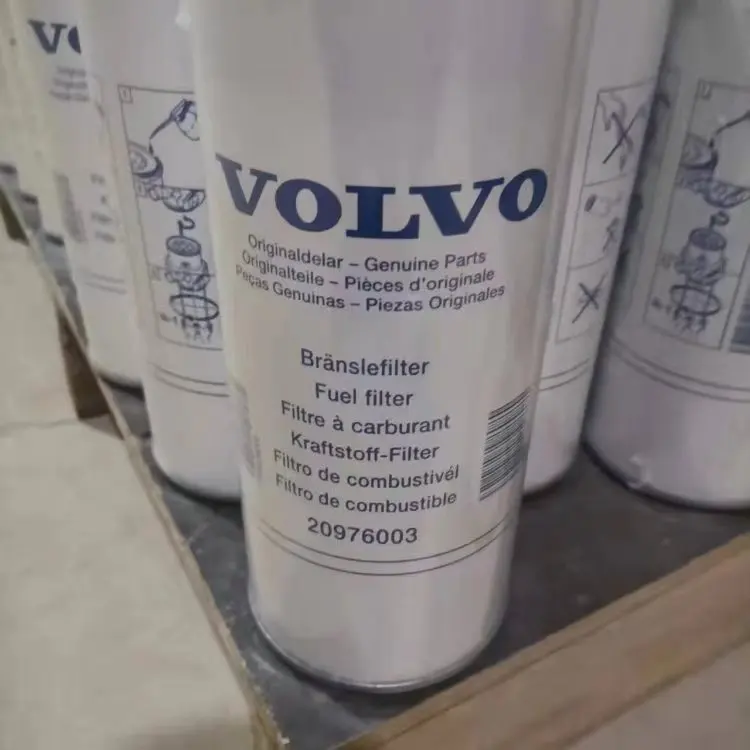 VOLVO
Originaldelar – Genuine Parts
Originalteile – Pièces d'originale
Peças Genuinas – Piezas Originales
Bränslefilter
Fuel filter
Filtre à carburant
Kraftstoff-Filter
Filtro de combustivél
Filtro de combustible
20976003